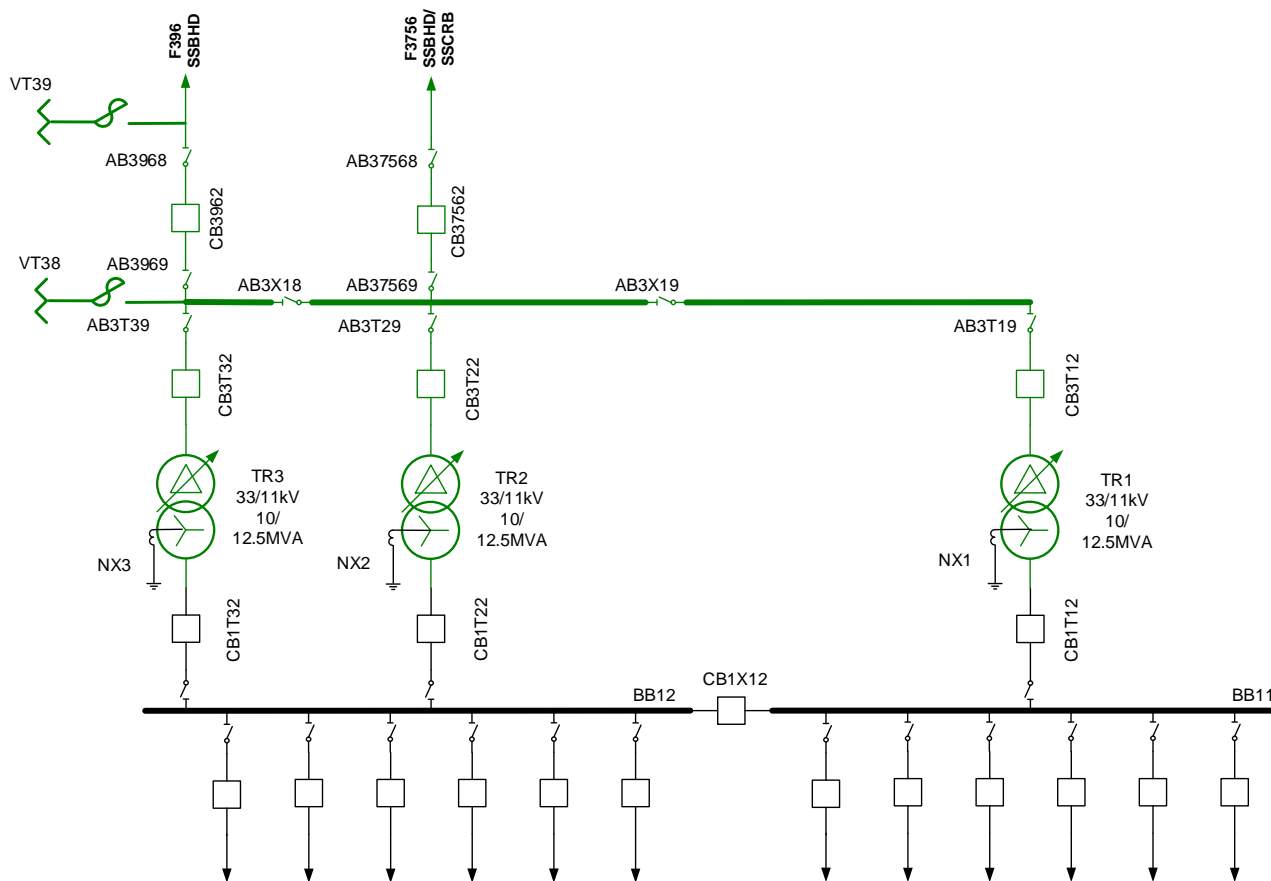 F396
SSBHD
F3756
SSBHD/
SSCRB
VT39
AB3968
AB37568
CB3962
CB37562
VT38
AB3969
AB3X18
AB37569
AB3X19
AB3T39
AB3T29
AB3T19
CB3T32
CB3T22
CB3T12
TR3
33/11kV
10/
12.5MVA
TR2
33/11kV
10/
12.5MVA
TR1
33/11kV
10/
12.5MVA
NX3
NX2
NX1
CB1T32
CB1T22
CB1T12
CB1X12
BB12
BB11